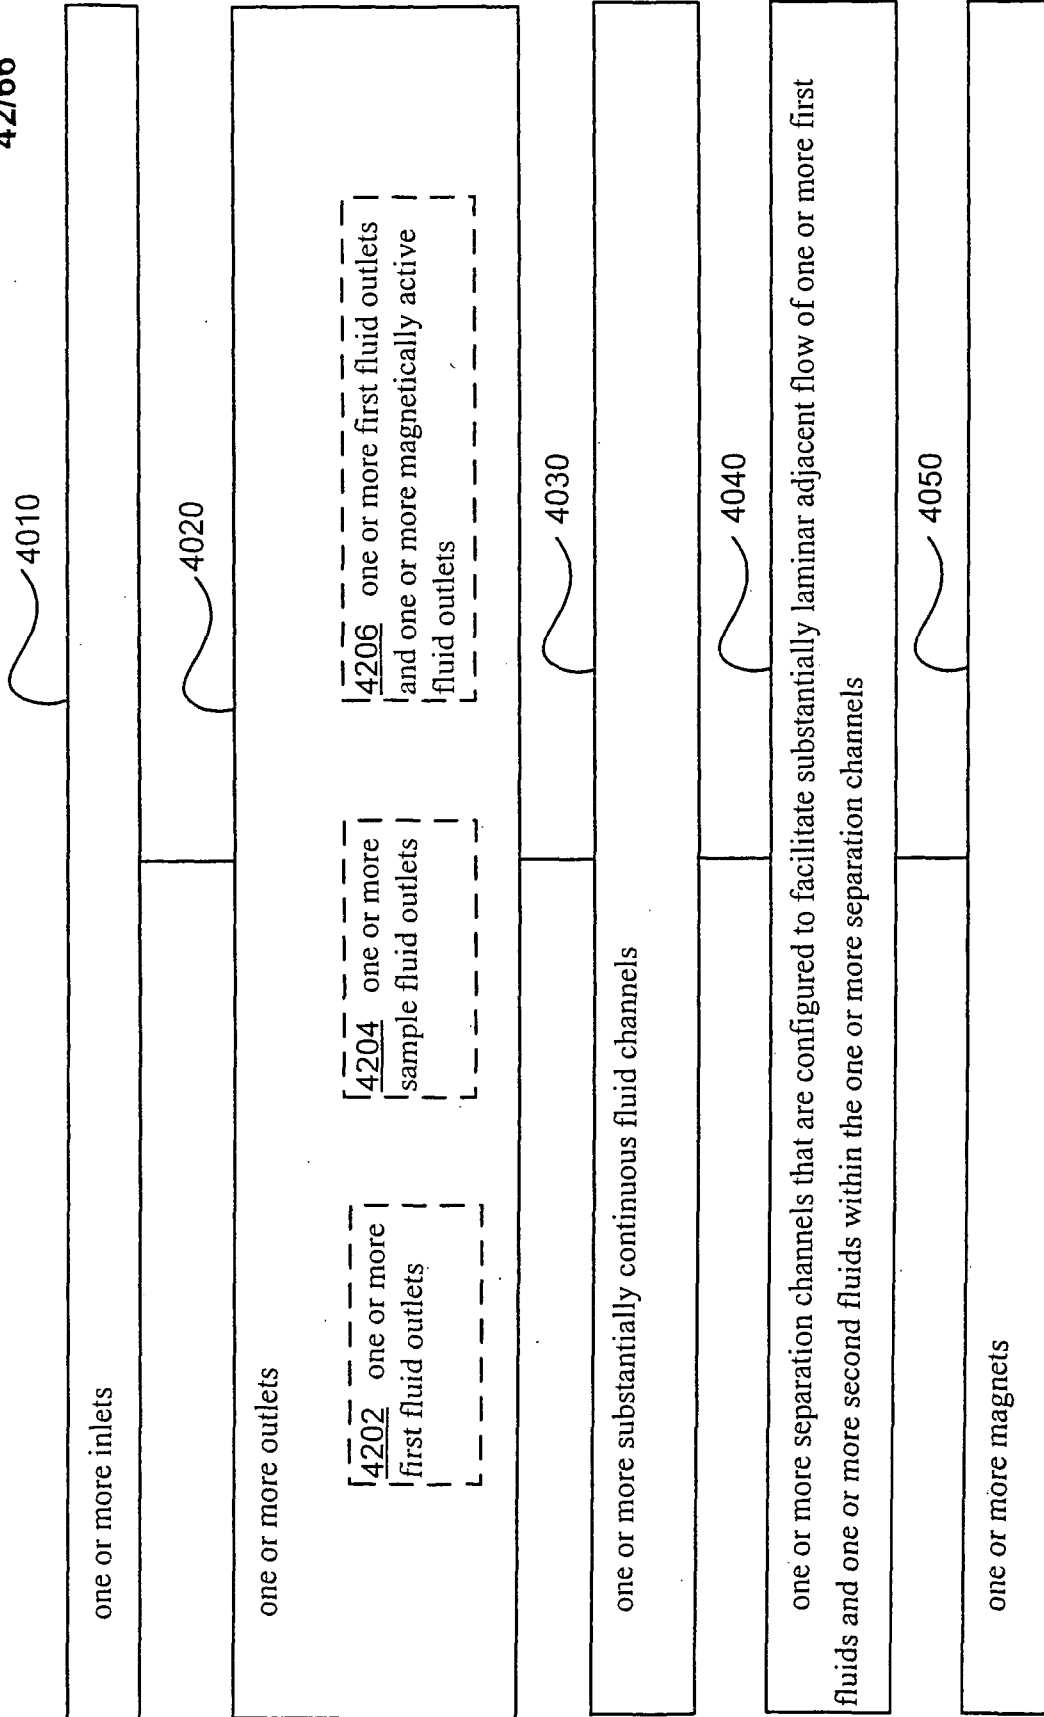 42/66
4010
one or more inlets
4020
one or more outlets
4202 one or more
first fluid outlets
4204 one or more
sample fluid outlets
4206 one or more first fluid outlets
and one or more magnetically active
fluid outlets
4030
one or more substantially continuous fluid channels
4040
one or more separation channels that are configured to facilitate substantially laminar adjacent flow of one or more first
fluids and one or more second fluids within the one or more separation channels
4050
one or more magnets